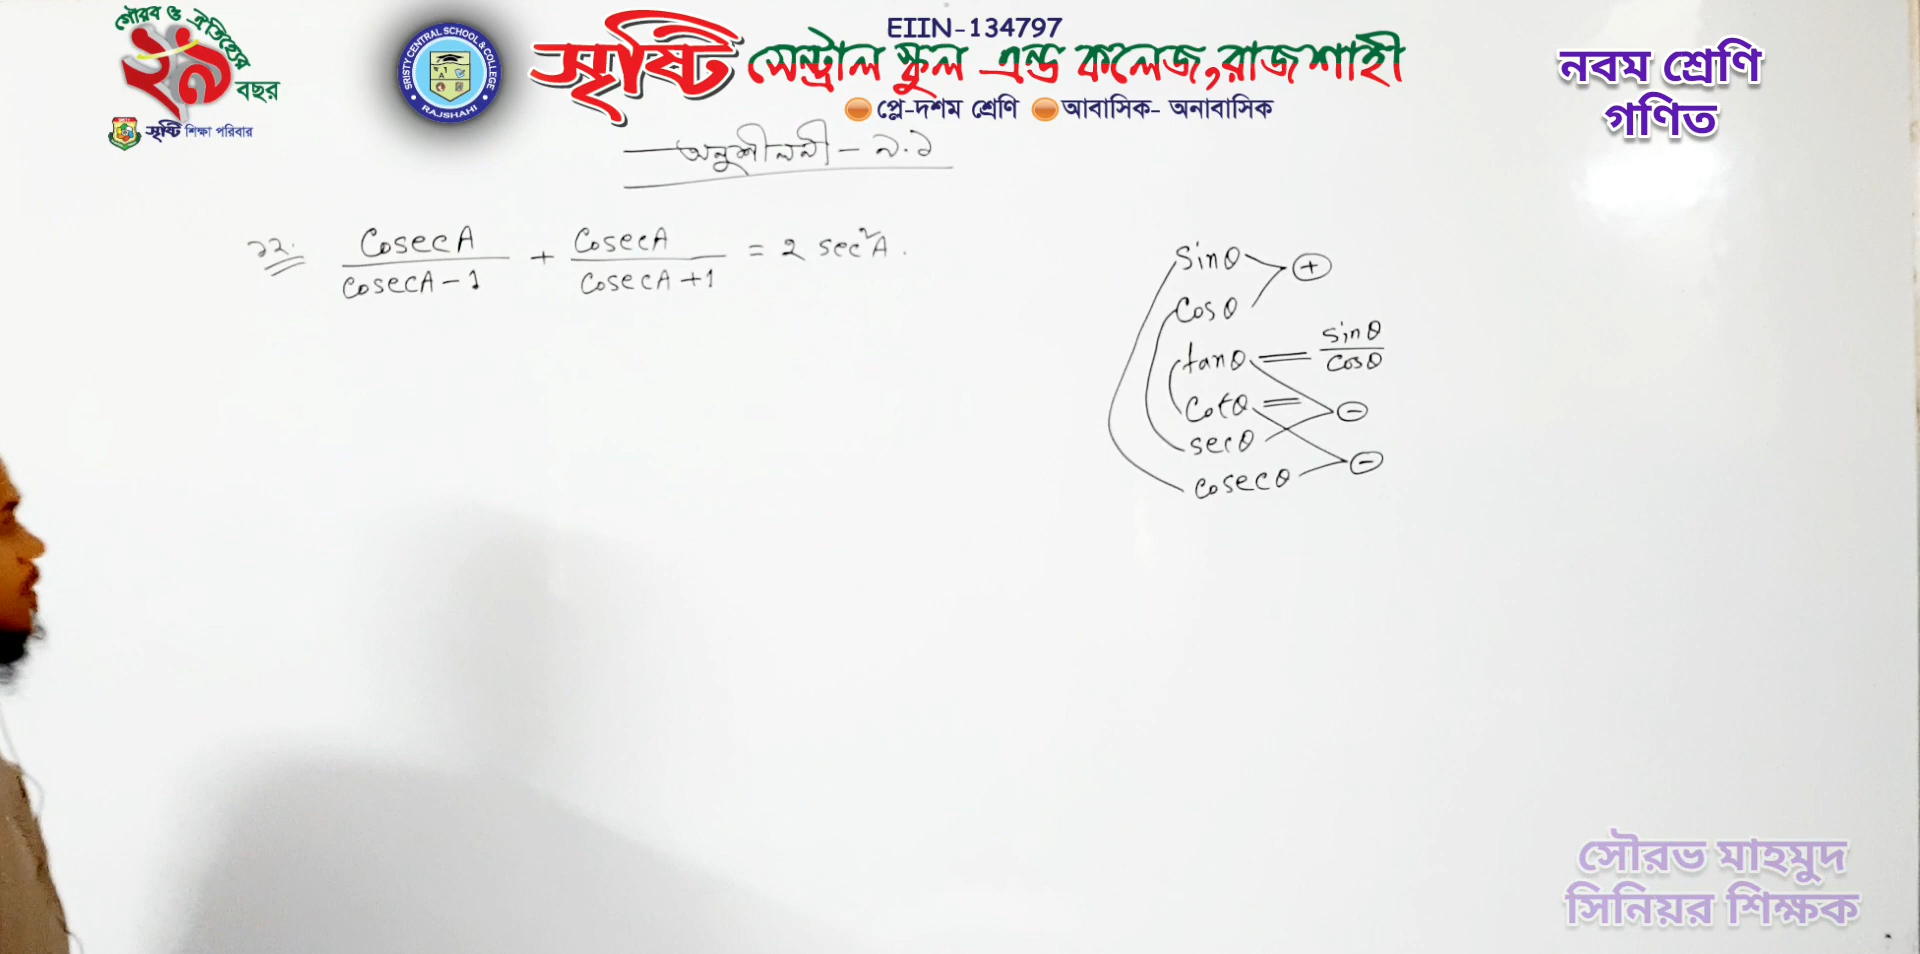 গৌরব ও ঐতিহ্যের
২৯ বছর
সৃষ্টি শিক্ষা পরিবার
SRISTY CENTRAL SCHOOL & COLLEGE
RAJSHAHI
EIIN-134797
সৃষ্টি সেন্ট্রাল স্কুল এন্ড কলেজ,রাজশাহী
প্লে-দশম শ্রেণি আবাসিক- অনাবাসিক
নবম শ্রেণি
গণিত
অনুশীলনী - ৯.১
১২. CosecA/(CosecA - 1) + CosecA/(CosecA + 1) = 2 sec²A.
Sinθ +
Cosθ
tanθ = Sinθ/Cosθ
Cotθ = -
secθ
Cosecθ -
সৌরভ মাহমুদ
সিনিয়র শিক্ষক